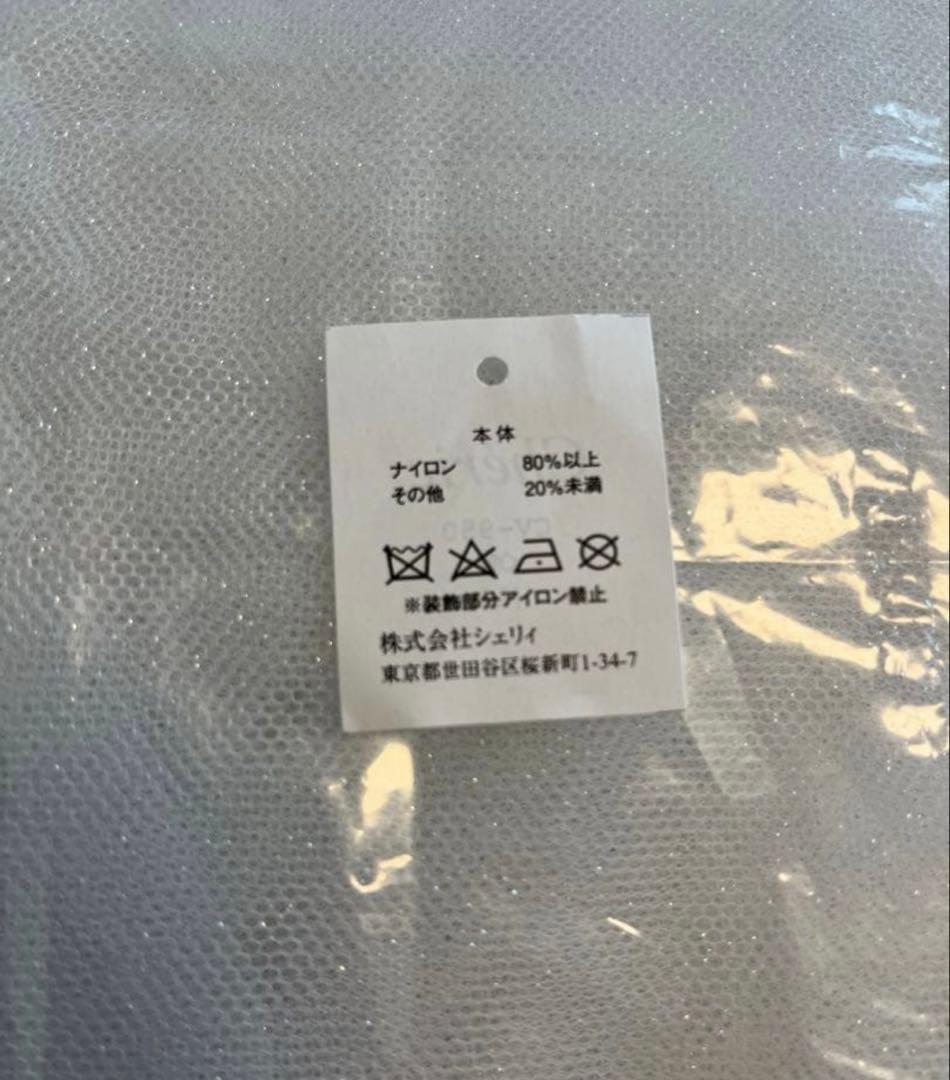 本体
ナイロン 80%以上
その他 20%未満
※装飾部分アイロン禁止
株式会社シェリィ
東京都世田谷区桜新町1-34-7